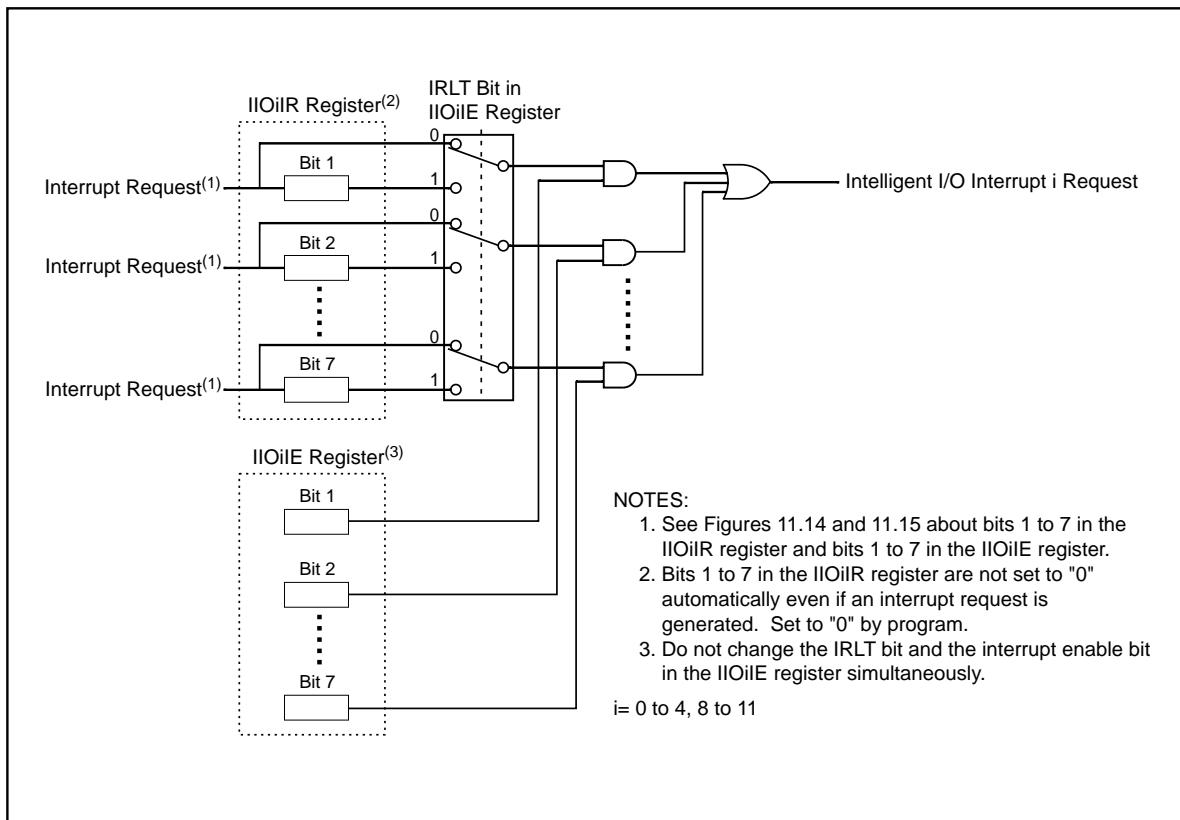 IRLT Bit in
IIOiIE Register
IIOiIR Register(2)
0
Bit 1
Interrupt Request(1)
1
Intelligent I/O Interrupt i Request
0
Bit 2
Interrupt Request(1)
1
0
Bit 7
Interrupt Request(1)
1
IIOiIE Register(3)
Bit 1
Bit 2
Bit 7
NOTES:
1. See Figures 11.14 and 11.15 about bits 1 to 7 in the
IIOiIR register and bits 1 to 7 in the IIOiIE register.
2. Bits 1 to 7 in the IIOiIR register are not set to "0"
automatically even if an interrupt request is
generated. Set to "0" by program.
3. Do not change the IRLT bit and the interrupt enable bit
in the IIOiIE register simultaneously.
i= 0 to 4, 8 to 11